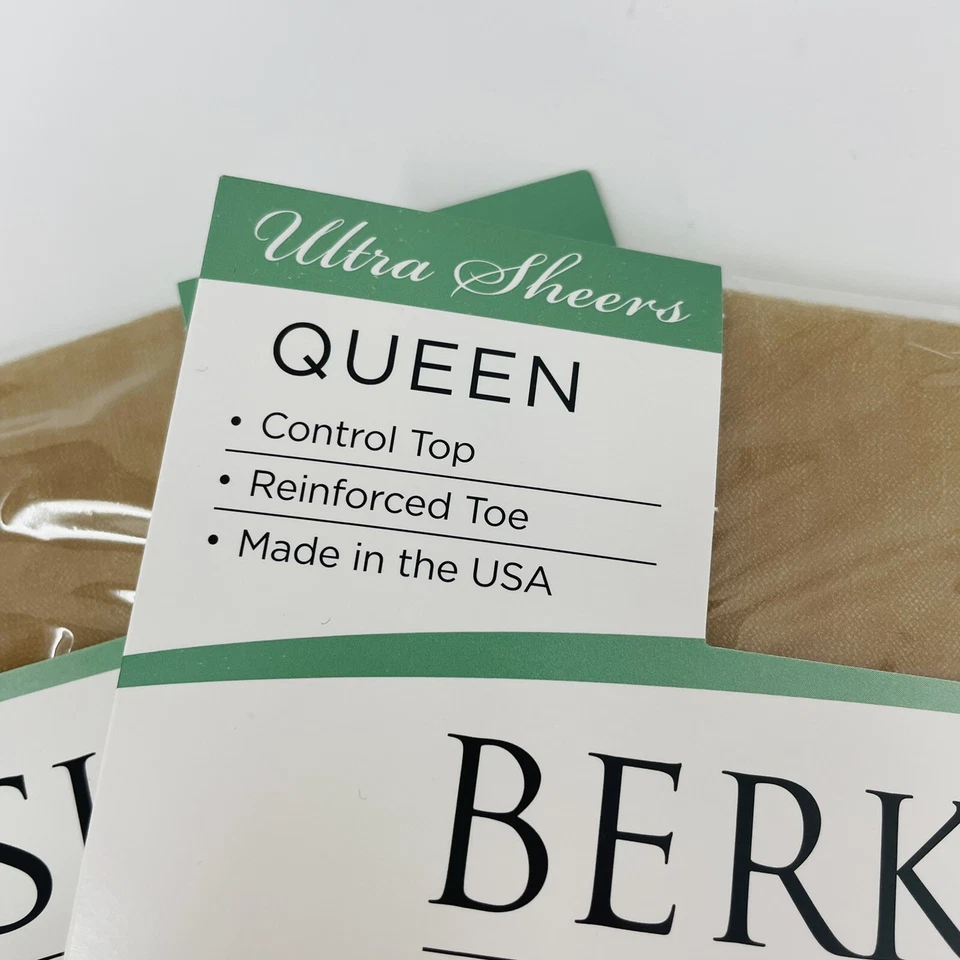 Ultra Sheers
QUEEN
• Control Top
• Reinforced Toe
• Made in the USA
BERK